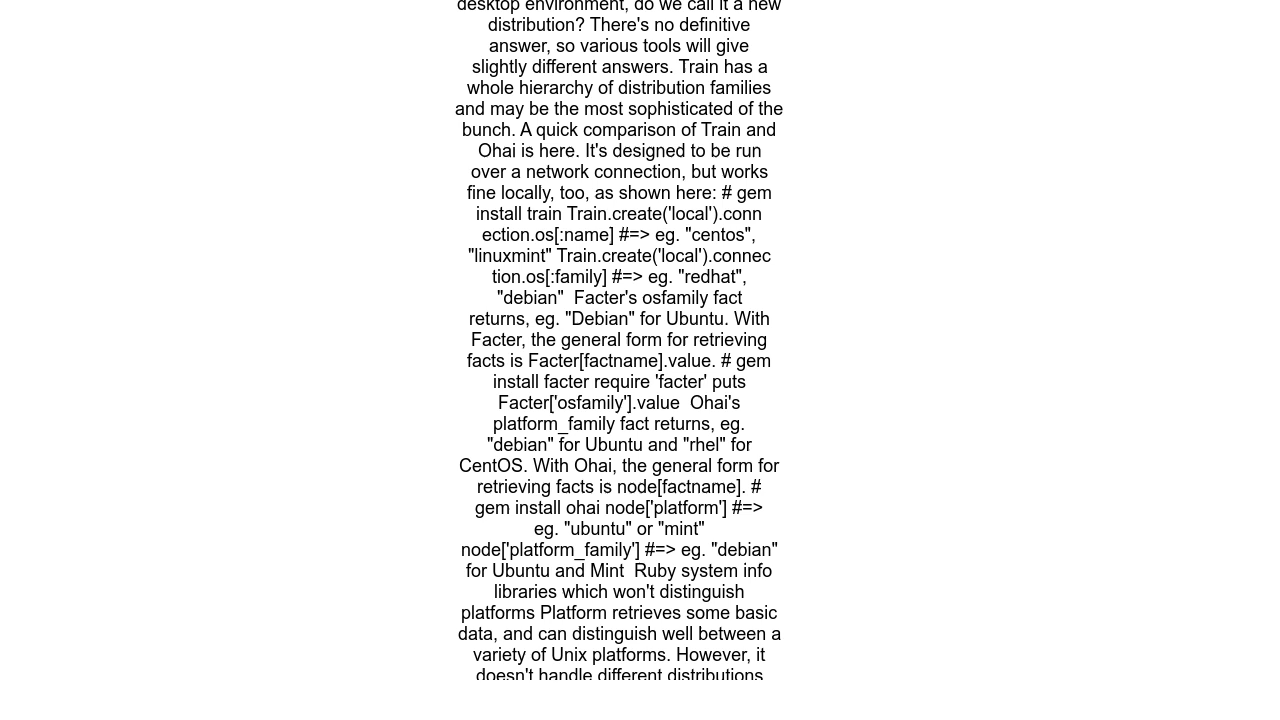 desktop environment, do we call it a new
distribution? There's no definitive
answer, so various tools will give
slightly different answers. Train has a
whole hierarchy of distribution families
and may be the most sophisticated of the
bunch. A quick comparison of Train and
Ohai is here. It's designed to be run
over a network connection, but works
fine locally, too, as shown here: # gem
install train Train.create('local').conn
ection.os[:name] #=> eg. "centos",
"linuxmint" Train.create('local').connec
tion.os[:family] #=> eg. "redhat",
"debian"  Facter's osfamily fact
returns, eg. "Debian" for Ubuntu. With
Facter, the general form for retrieving
facts is Facter[factname].value. # gem
install facter require 'facter' puts
Facter['osfamily'].value  Ohai's
platform_family fact returns, eg.
"debian" for Ubuntu and "rhel" for
CentOS. With Ohai, the general form for
retrieving facts is node[factname]. #
gem install ohai node['platform'] #=>
eg. "ubuntu" or "mint"
node['platform_family'] #=> eg. "debian"
for Ubuntu and Mint  Ruby system info
libraries which won't distinguish
platforms Platform retrieves some basic
data, and can distinguish well between a
variety of Unix platforms. However, it
doesn't handle different distributions